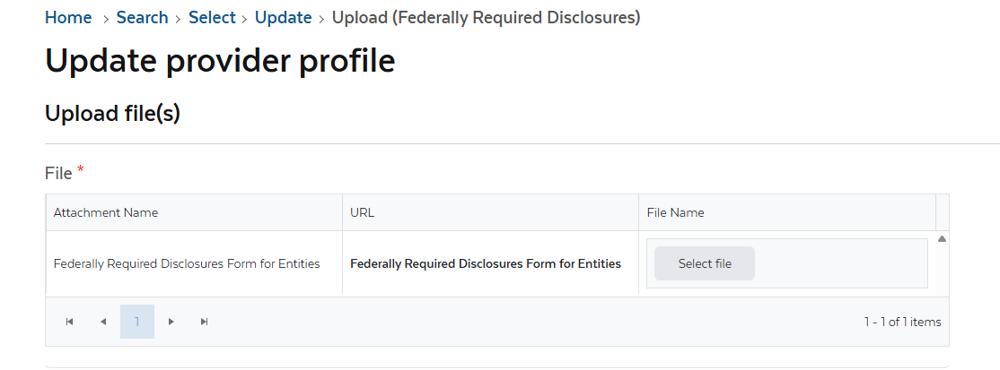 Home > Search > Select > Update > Upload (Federally Required Disclosures)
Update provider profile
Upload file(s)
File *
Attachment Name URL File Name
Federally Required Disclosures Form for Entities Federally Required Disclosures Form for Entities Select file
1 1 - 1 of 1 items